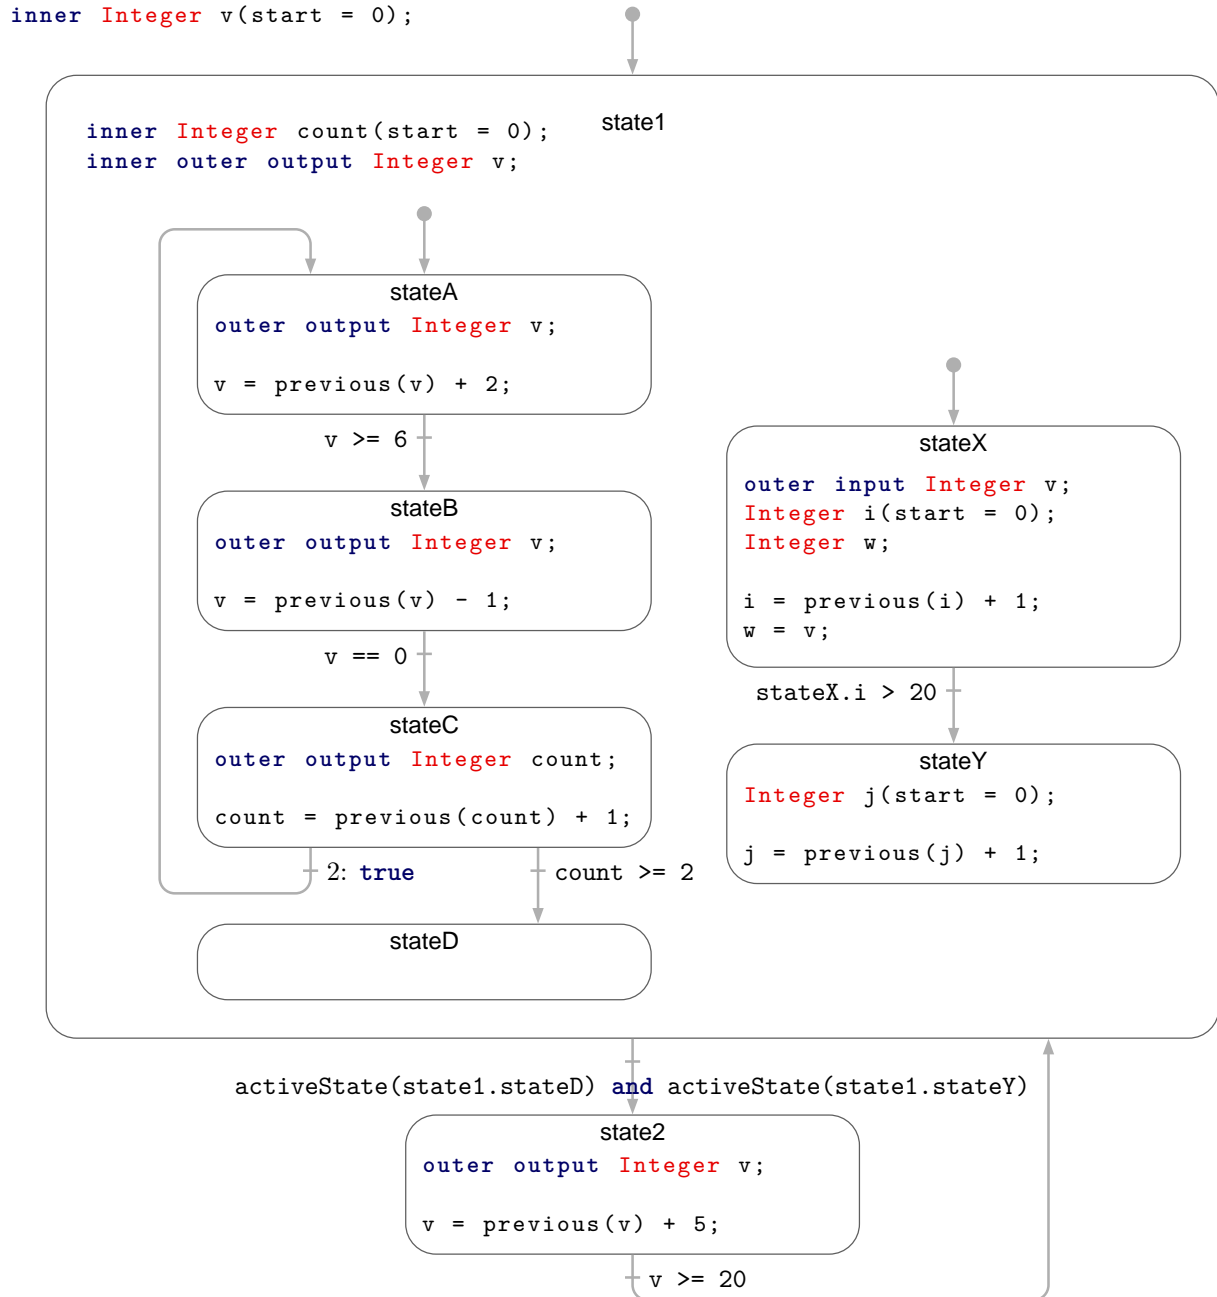 inner Integer v(start = 0);
state1
inner Integer count(start = 0);
inner outer output Integer v;
stateA
outer output Integer v;
v = previous(v) + 2;
v >= 6
stateB
outer output Integer v;
v = previous(v) - 1;
v == 0
stateC
outer output Integer count;
count = previous(count) + 1;
2: true
count >= 2
stateD
stateX
outer input Integer v;
Integer i(start = 0);
Integer w;
i = previous(i) + 1;
w = v;
stateX.i > 20
stateY
Integer j(start = 0);
j = previous(j) + 1;
activeState(state1.stateD) and activeState(state1.stateY)
state2
outer output Integer v;
v = previous(v) + 5;
v >= 20